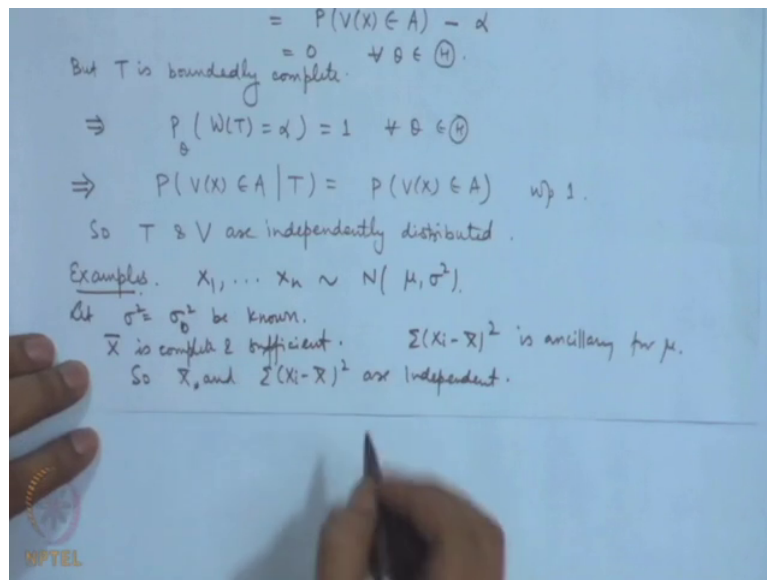 = P(V(X) ∈ A) − α
= 0 ∀ θ ∈ Ⓗ.
But T is boundedly complete.
⇒ P_θ (W(T) = α) = 1 ∀ θ ∈ Ⓗ
⇒ P(V(X) ∈ A | T) = P(V(X) ∈ A) wp 1.
So T & V are independently distributed.
Examples. X₁, ... Xₙ ~ N(μ, σ²).
Let σ² = σ₀² be known.
X̄ is complete & sufficient. Σ(Xi − X̄)² is ancillary for μ.
So X̄, and Σ(Xi − X̄)² are independent.
NPTEL